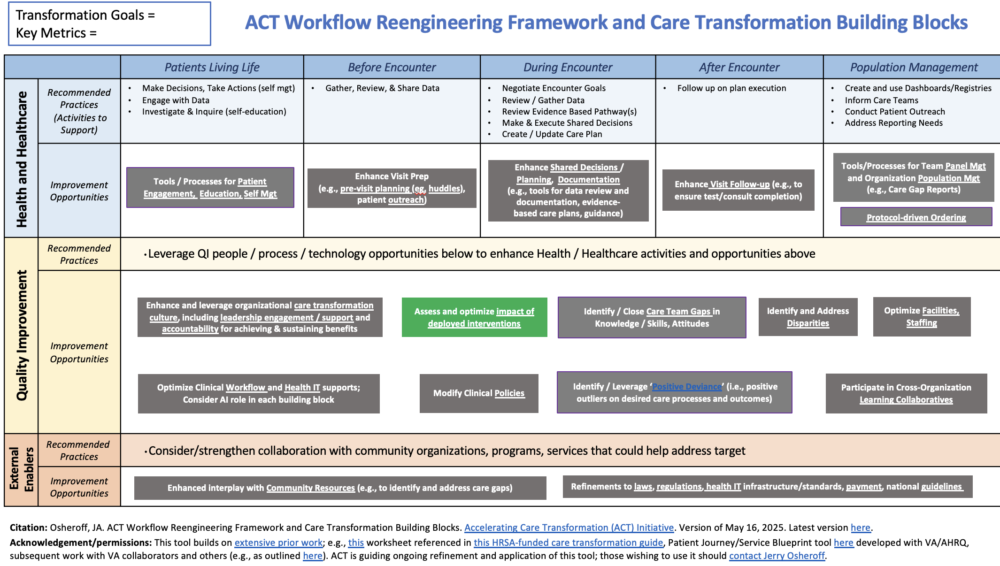 Transformation Goals =
Key Metrics =
ACT Workflow Reengineering Framework and Care Transformation Building Blocks
Patients Living Life
Before Encounter
During Encounter
After Encounter
Population Management
Health and Healthcare
Recommended
Practices
(Activities to
Support)
• Make Decisions, Take Actions (self mgt)
• Engage with Data
• Investigate & Inquire (self-education)
• Gather, Review, & Share Data
• Negotiate Encounter Goals
• Review / Gather Data
• Review Evidence Based Pathway(s)
• Make & Execute Shared Decisions
• Create / Update Care Plan
• Follow up on plan execution
• Create and use Dashboards/Registries
• Inform Care Teams
• Conduct Patient Outreach
• Address Reporting Needs
Improvement
Opportunities
Tools / Processes for Patient
Engagement, Education, Self Mgt
Enhance Visit Prep
(e.g., pre-visit planning (eg, huddles),
patient outreach)
Enhance Shared Decisions /
Planning, Documentation
(e.g., tools for data review and
documentation, evidence-
based care plans, guidance)
Enhance Visit Follow-up (e.g., to
ensure test/consult completion)
Tools/Processes for Team Panel Mgt
and Organization Population Mgt
(e.g., Care Gap Reports)
Protocol-driven Ordering
Quality Improvement
Recommended
Practices
·Leverage QI people / process / technology opportunities below to enhance Health / Healthcare activities and opportunities above
Improvement
Opportunities
Enhance and leverage organizational care transformation
culture, including leadership engagement / support and
accountability for achieving & sustaining benefits
Assess and optimize impact of
deployed interventions
Identify / Close Care Team Gaps in
Knowledge / Skills, Attitudes
Identify and Address
Disparities
Optimize Facilities,
Staffing
Optimize Clinical Workflow and Health IT supports;
Consider AI role in each building block
Modify Clinical Policies
Identify / Leverage ‘Positive Deviance’ (i.e., positive
outliers on desired care processes and outcomes)
Participate in Cross-Organization
Learning Collaboratives
External
Enablers
Recommended
Practices
·Consider/strengthen collaboration with community organizations, programs, services that could help address target
Improvement
Opportunities
Enhanced interplay with Community Resources (e.g., to identify and address care gaps)
Refinements to laws, regulations, health IT infrastructure/standards, payment, national guidelines
Citation: Osheroff, JA. ACT Workflow Reengineering Framework and Care Transformation Building Blocks. Accelerating Care Transformation (ACT) Initiative. Version of May 16, 2025. Latest version here.
Acknowledgement/permissions: This tool builds on extensive prior work; e.g., this worksheet referenced in this HRSA-funded care transformation guide, Patient Journey/Service Blueprint tool here developed with VA/AHRQ,
subsequent work with VA collaborators and others (e.g., as outlined here). ACT is guiding ongoing refinement and application of this tool; those wishing to use it should contact Jerry Osheroff.